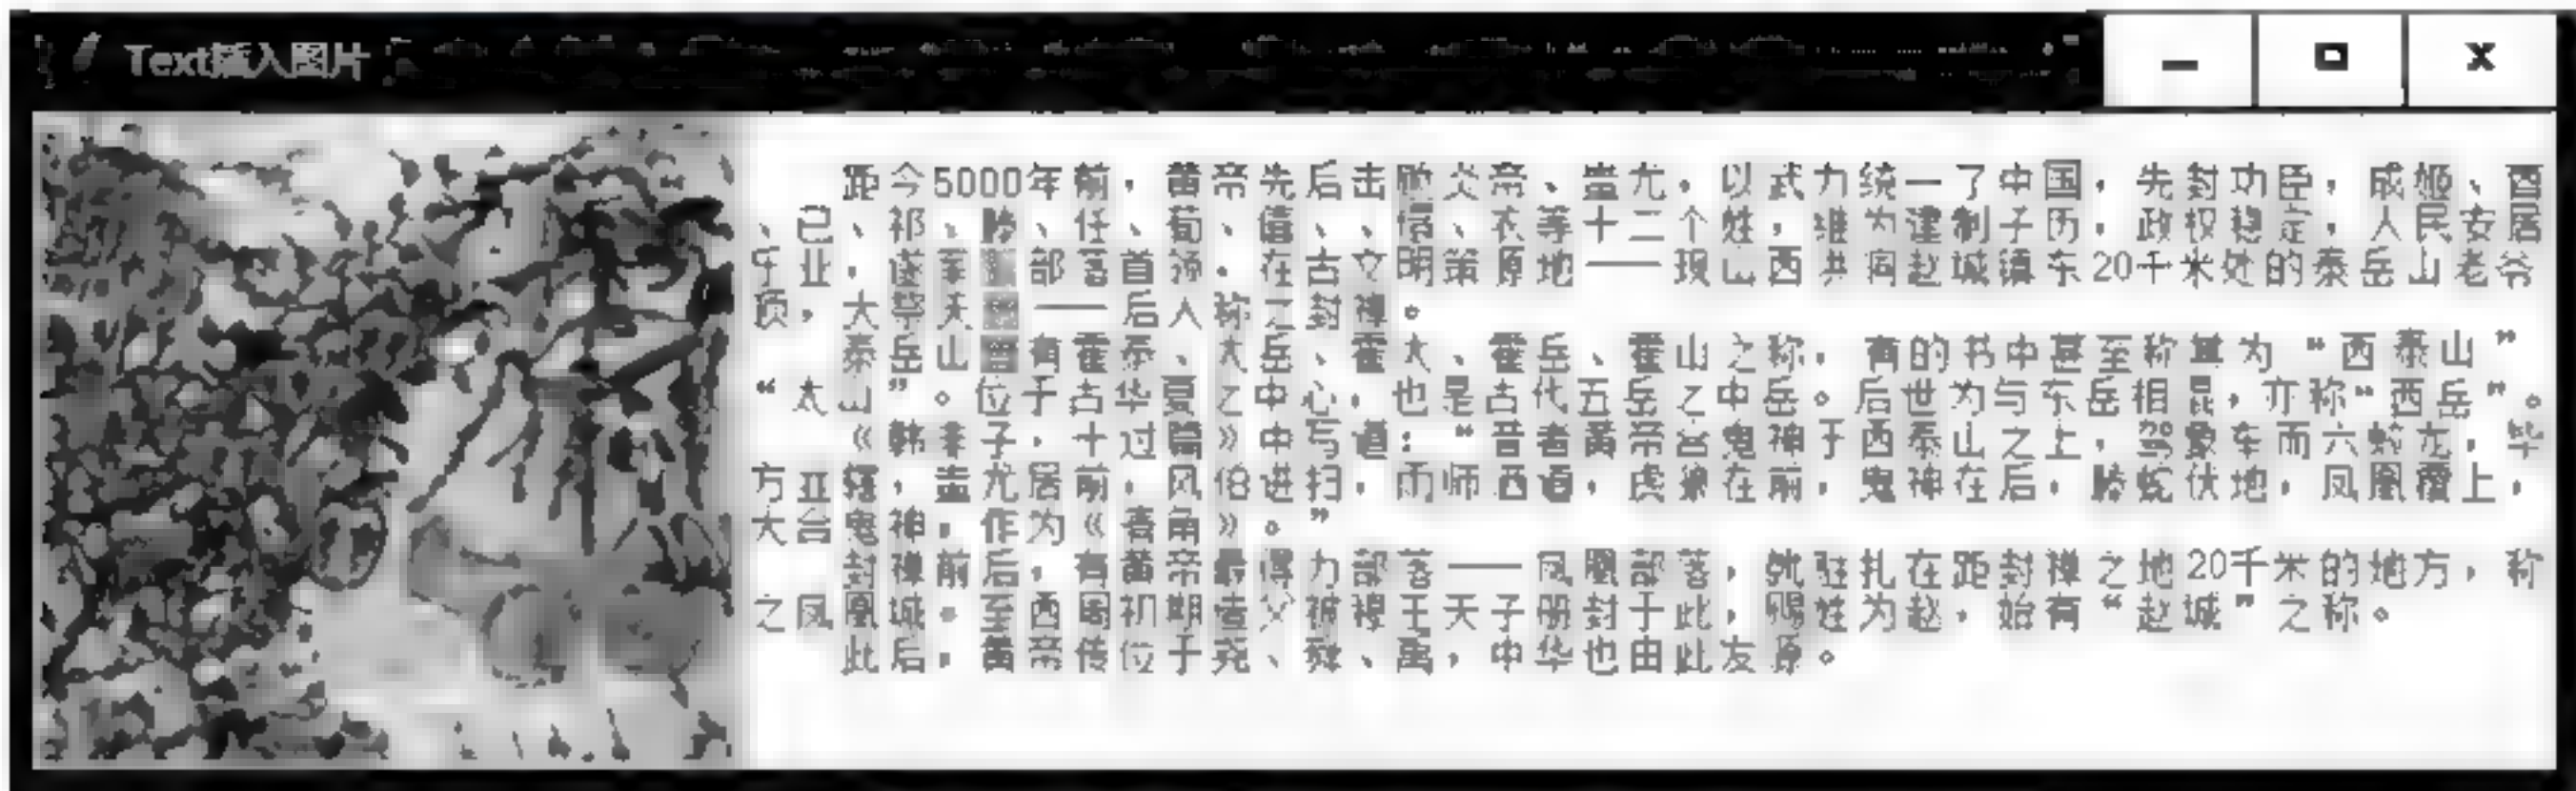 Text插入图片
距今5000年前，黄帝先后击败炎帝、蚩尤，以武力统一了中国，先封功臣，成姬、酉
、己、祁、滕、任、荀、僖、、儇、衣等十二个姓，继为建制子历，政权稳定，人民安居
乐业，遂率 部落首领，在古文明策原地——现山西洪洞赵城镇东20千米处的泰岳山老爷
顶，大祭天 ——后人称之封禅。
泰岳山曾有霍泰、太岳、霍太、霍岳、霍山之称，有的书中甚至称其为“西泰山”
“太山”。位于古华夏之中心，也是古代五岳之中岳。后世为与东岳相混，亦称“西岳”。
《韩非子，十过篇》中写道：“昔者黄帝合鬼神于西泰山之上，驾象车而六蛟龙，毕
方並辖，蚩尤居前，风伯进扫，雨师洒道，虎狼在前，鬼神在后，腾蛇伏地，凤凰覆上，
大合鬼神，作为《清角》。”
封禅前后，有黄帝最得力部落——凤凰部落，就驻扎在距封禅之地20千米的地方，称
之凤凰城。至西周初期造父被穆王天子册封于此，赐姓为赵，始有“赵城”之称。
此后，黄帝传位于尧、舜、禹，中华也由此友原。